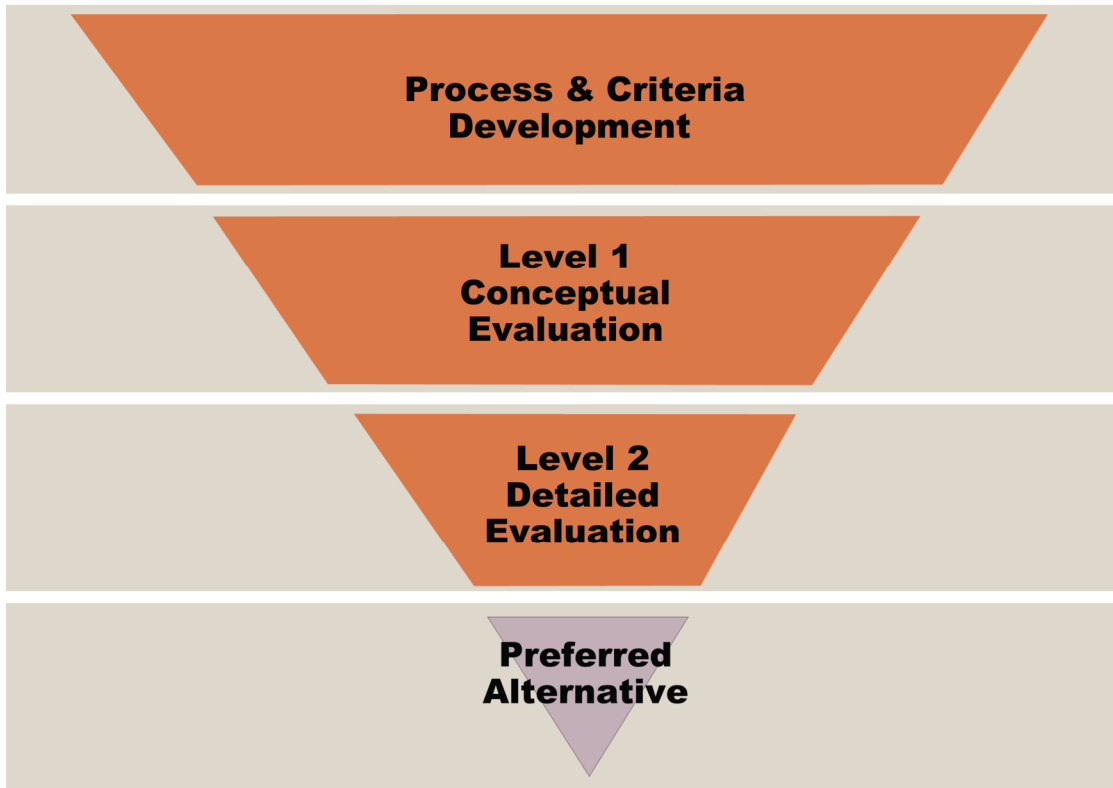 Process & Criteria
Development
Level 1
Conceptual
Evaluation
Level 2
Detailed
Evaluation
Preferred
Alternative